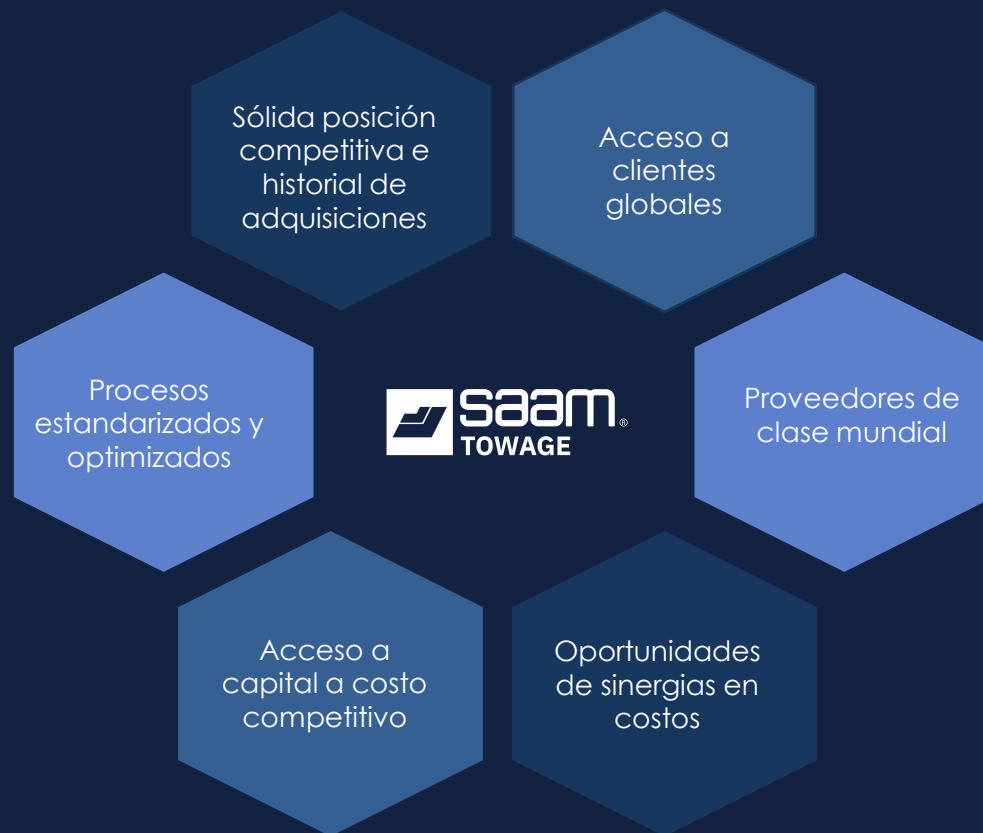 Sólida posición
competitiva e
historial de
adquisiciones
Acceso a
clientes
globales
Procesos
estandarizados y
optimizados
saam®
TOWAGE
Proveedores de
clase mundial
Acceso a
capital a costo
competitivo
Oportunidades
de sinergias en
costos